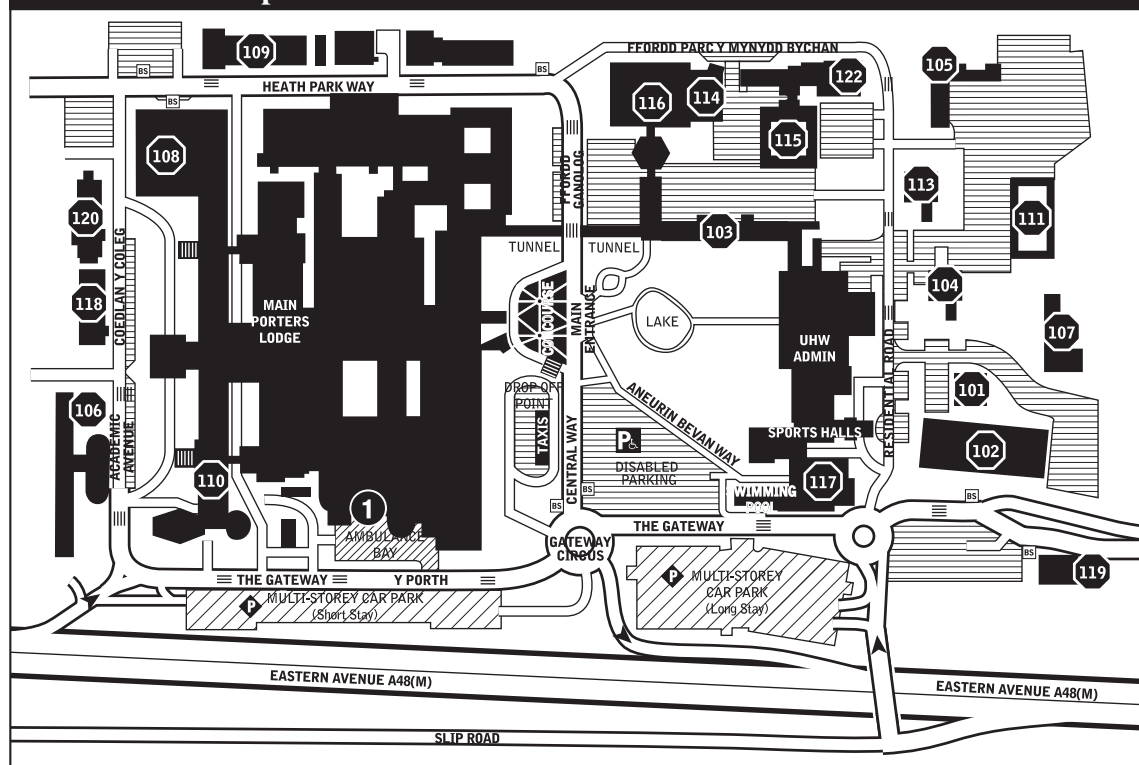 FFORDD PARC Y MYNYDD BYCHAN
109
105
122
BS
BS
HEATH PARK WAY
BS
116
114
115
108
FFORDD
GANOLOG
113
120
111
103
COEDLAN Y COLEG
TUNNEL
TUNNEL
104
118
MAIN
PORTERS
LODGE
CONCOURSE
MAIN
ENTRANCE
LAKE
UHW
ADMIN
107
RESIDENTIAL ROAD
DROP OFF
POINT
ANEURIN BEVAN WAY
101
106
ACADEMIC
AVENUE
TAXIS
CENTRAL WAY
P
DISABLED
PARKING
SPORTS HALLS
102
110
117
SWIMMING
POOL
BS
BS
BS
1
AMBULANCE
BAY
THE GATEWAY
GATEWAY
CIRCUS
BS
119
THE GATEWAY
Y PORTH
P
MULTI-STOREY
CAR PARK
(Long Stay)
P
MULTI-STOREY CAR PARK
(Short Stay)
EASTERN AVENUE A48(M)
EASTERN AVENUE A48(M)
SLIP ROAD